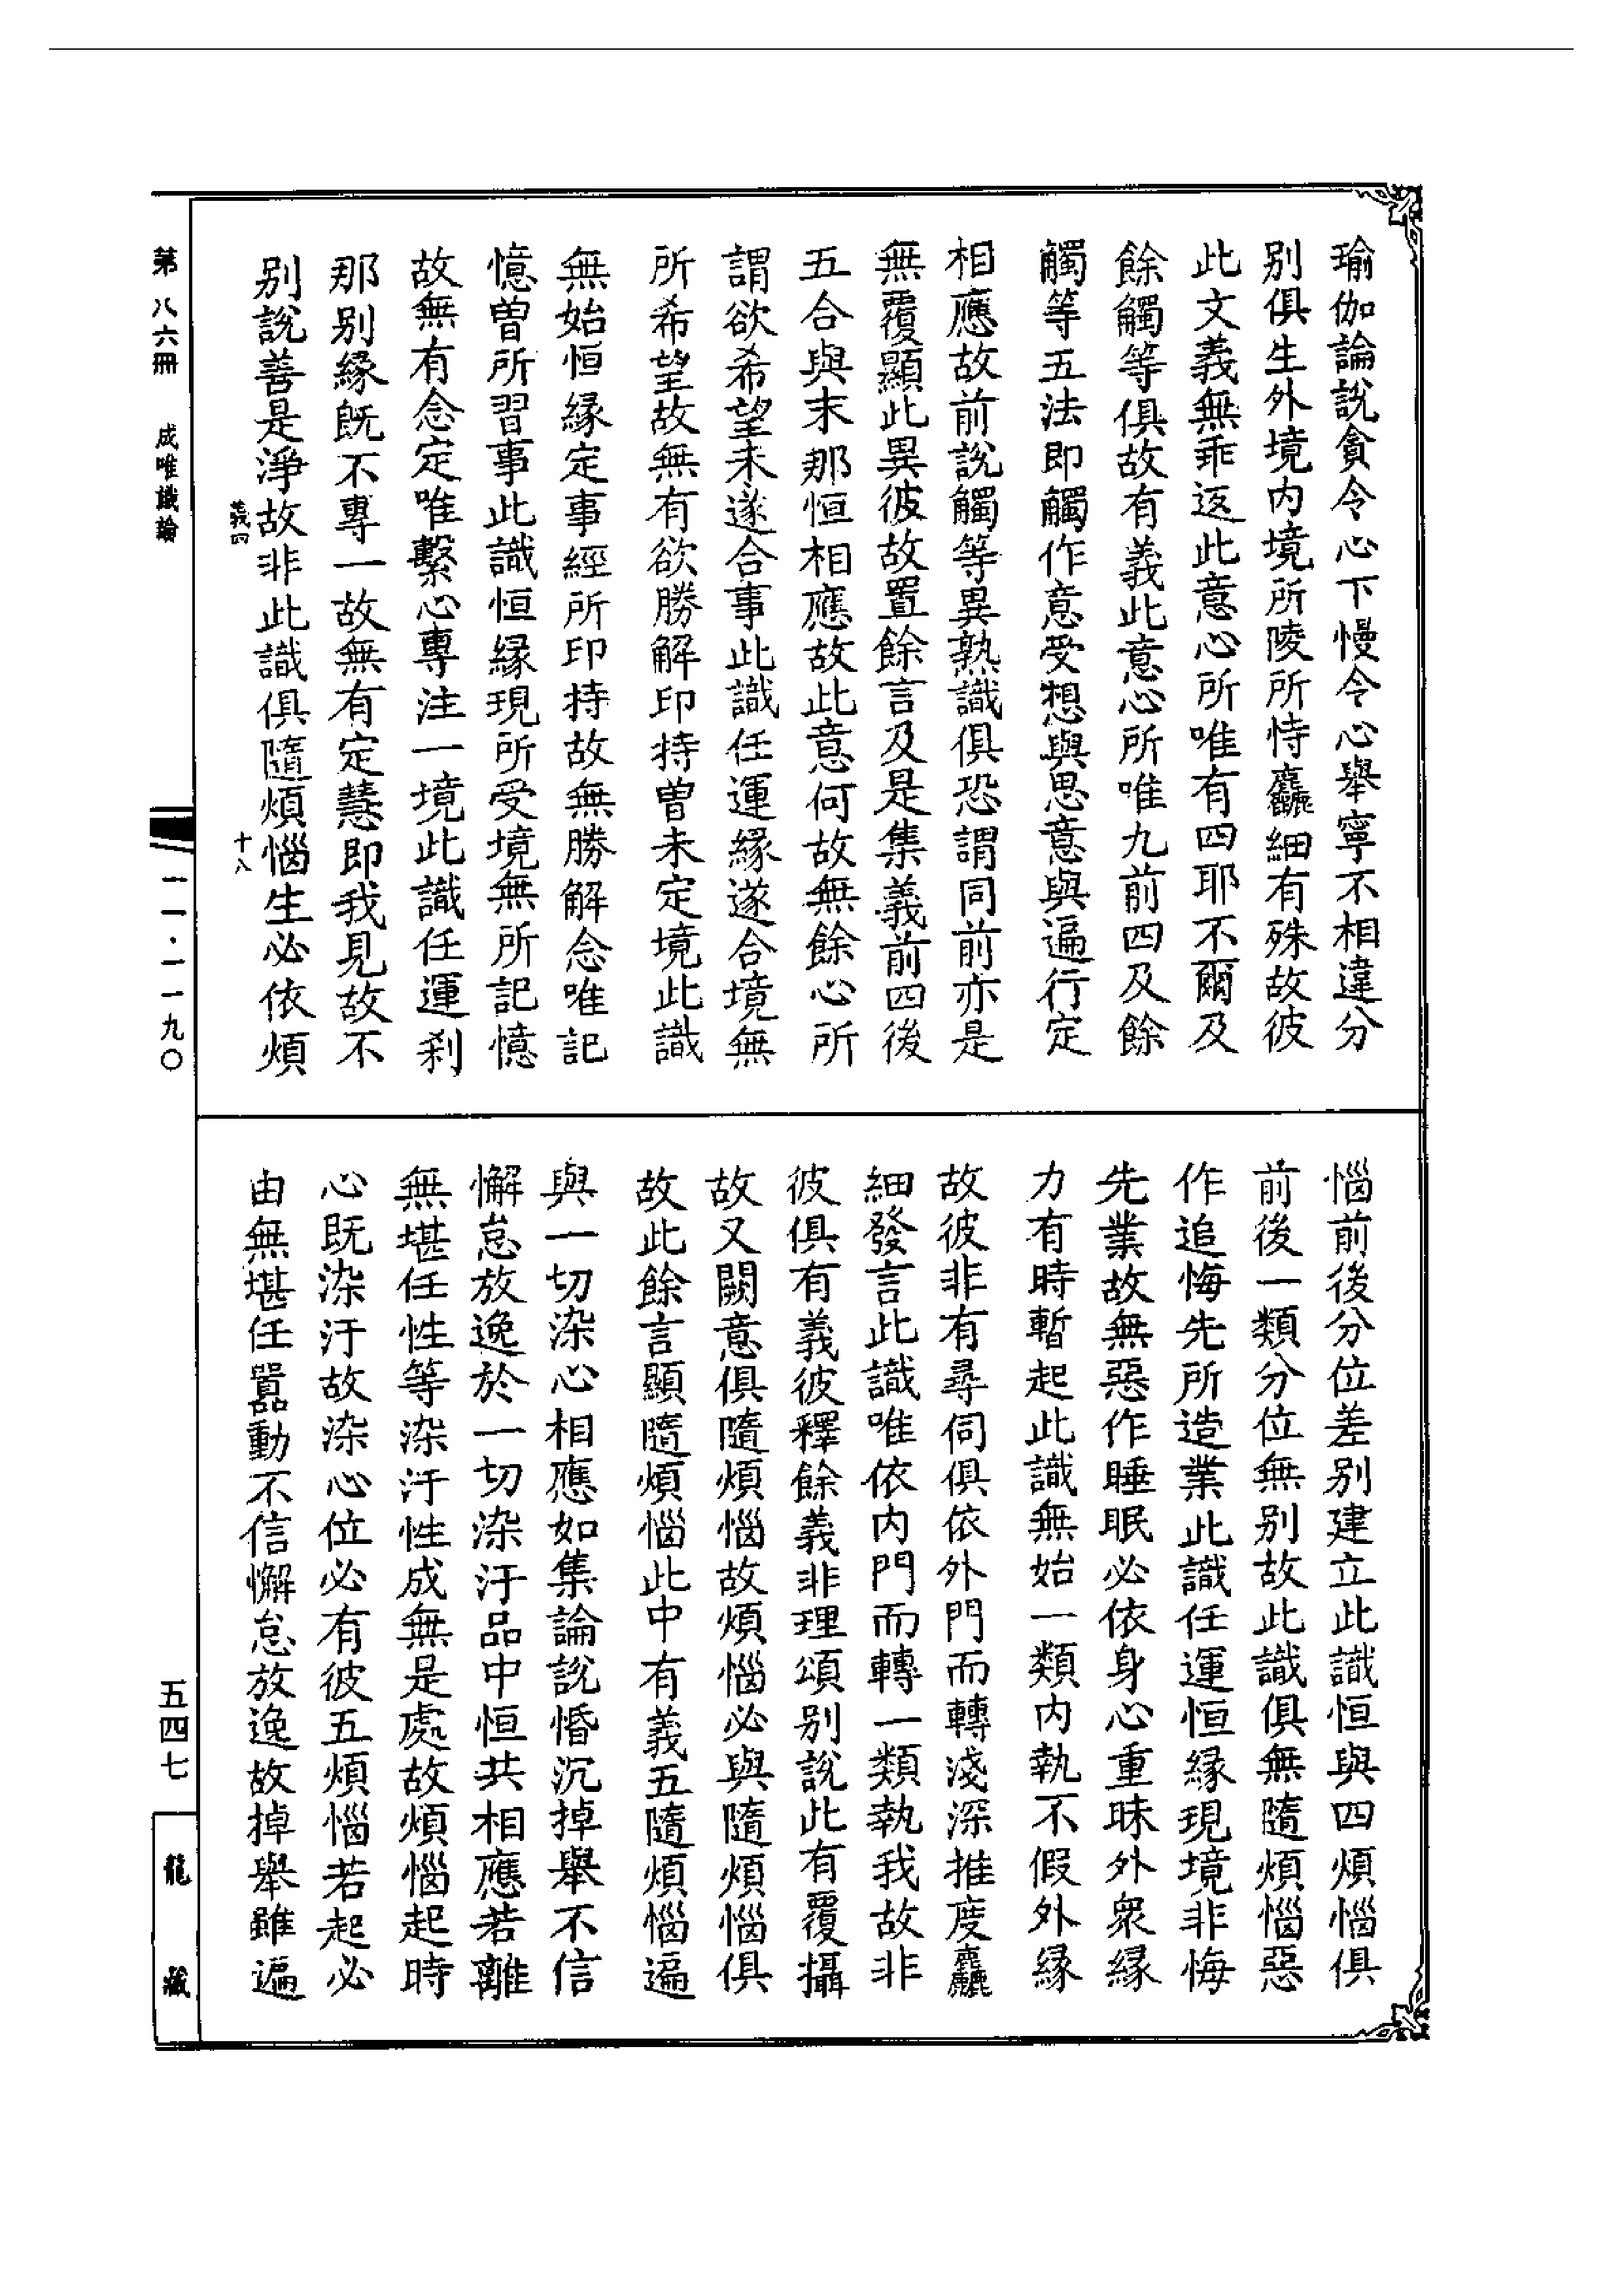 瑜伽論說貪令心下慢令心舉寧不相違分
別俱生外境內境所陵所恃麤細有殊故彼
此文義無乖返此意心所唯有四耶不爾及
餘觸等俱故有義此意心所唯九前四及餘
觸等五法即觸作意受想與思意與遍行定
相應故前說觸等異熟識俱恐謂同前亦是
無覆顯此異彼故置餘言及是集義前四後
五合與末那恒相應故此意何故無餘心所
謂欲希望未遂合事此識任運緣遂合境無
所希望故無有欲勝解印持曾未定境此識
無始恒緣定事經所印持故無勝解念唯記
憶曾所習事此識恒緣現所受境無所記憶
故無有念定唯繫心專注一境此識任運剎
那別緣既不專一故無有定慧即我見故不
別說善是淨故非此識俱隨煩惱生必依煩
義四
十八
惱前後分位差別建立此識恒與四煩惱俱
前後一類分位無別故此識俱無隨煩惱惡
作追悔先所造業此識任運恒緣現境非悔
先業故無惡作睡眠必依身心重昧外衆緣
力有時暫起此識無始一類內執不假外緣
故彼非有尋伺俱依外門而轉淺深推度麤
細發言此識唯依內門而轉一類執我故非
彼俱有義彼釋餘義非理頌別說此有覆攝
故又闕意俱隨煩惱故煩惱必與隨煩惱俱
故此餘言顯隨煩惱此中有義五隨煩惱遍
與一切染心相應如集論說惛沉掉舉不信
懈怠放逸於一切染汙品中恒共相應若離
無堪任性等染汙性成無是處故煩惱起時
心既染汙故染心位必有彼五煩惱若起必
由無堪任囂動不信懈怠放逸故掉舉雖遍
第八六冊
成唯識論
一一·一一九〇
五四七
龍藏